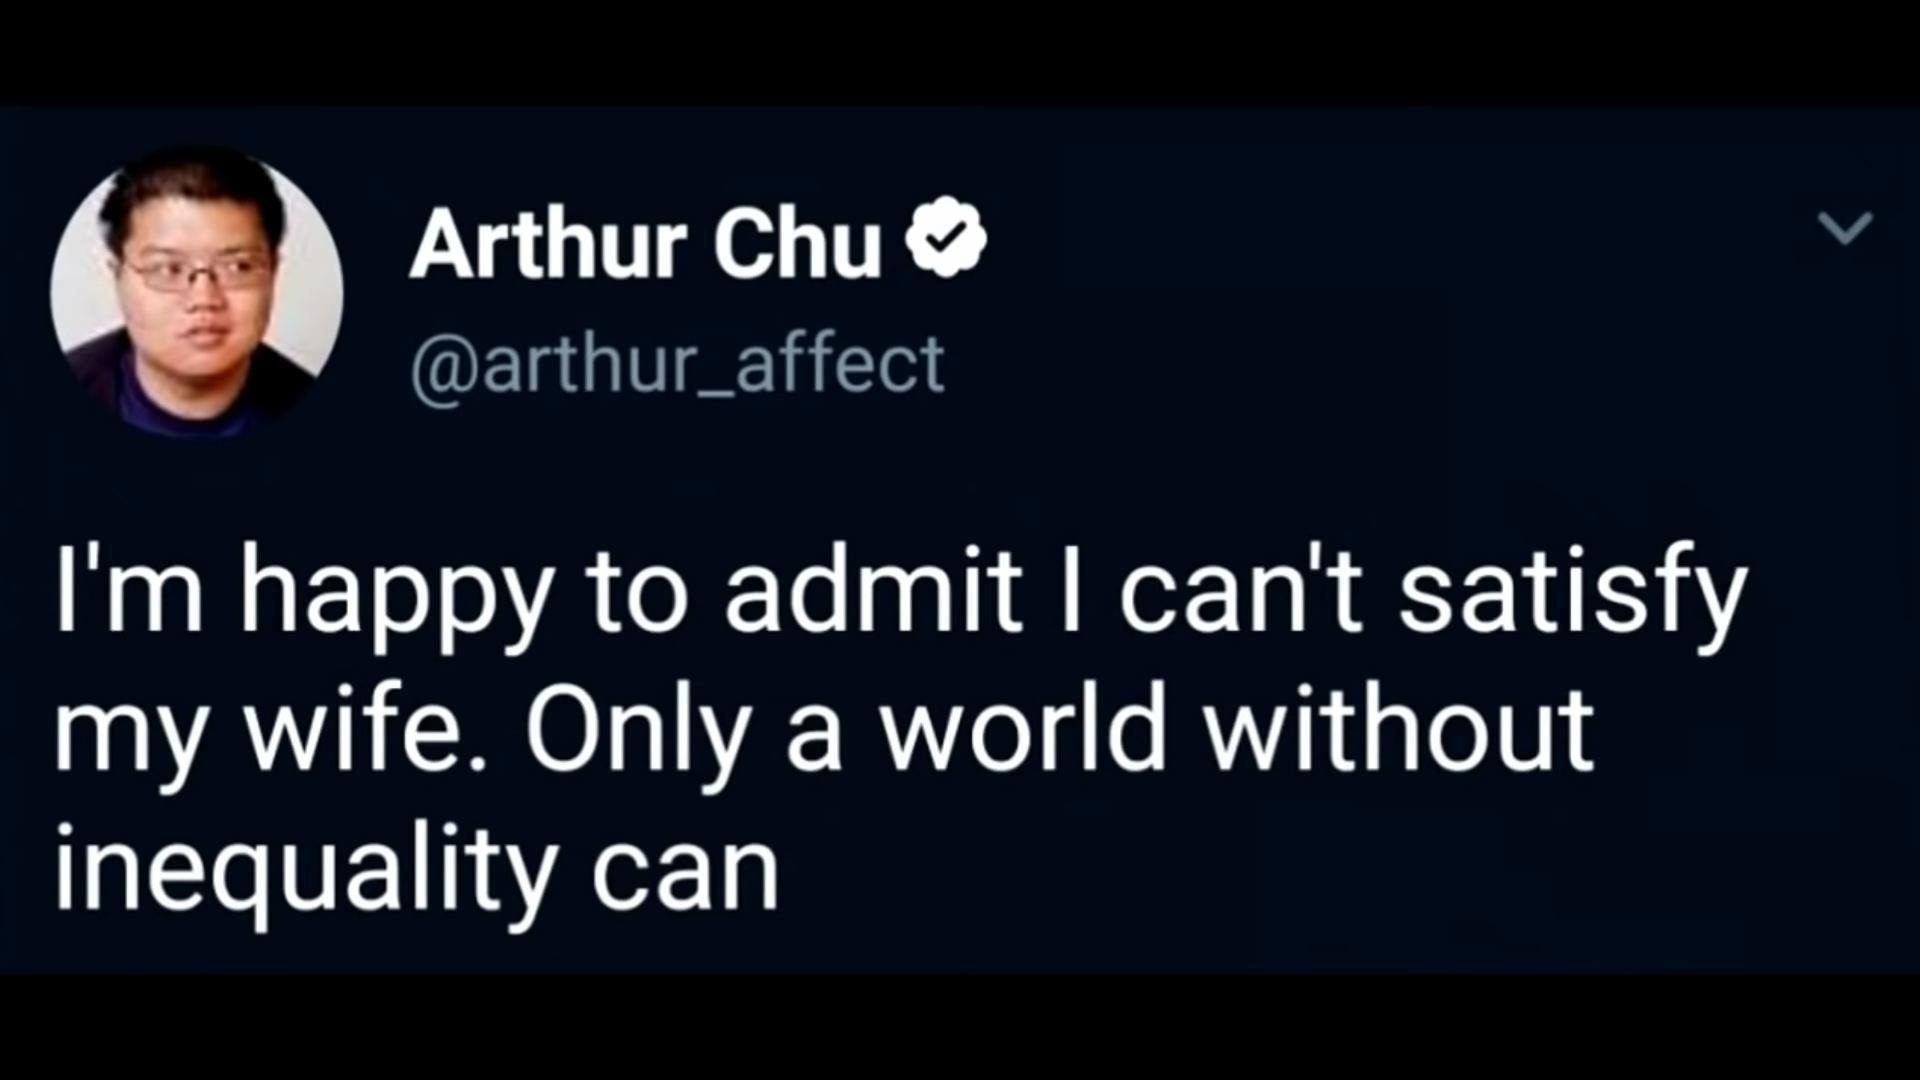 Arthur Chu
@arthur_affect
I'm happy to admit I can't satisfy
my wife. Only a world without
inequality can